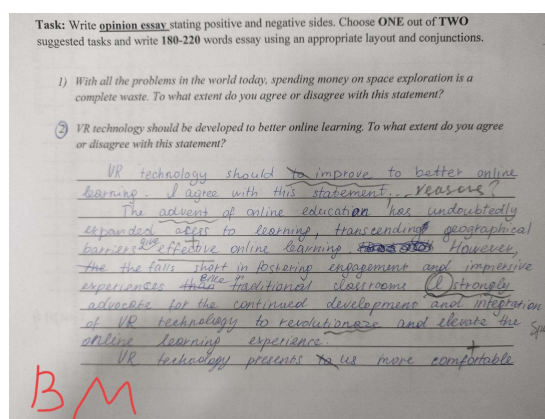 Task: Write opinion essay stating positive and negative sides. Choose ONE out of TWO
suggested tasks and write 180-220 words essay using an appropriate layout and conjunctions.
1) With all the problems in the world today, spending money on space exploration is a
complete waste. To what extent do you agree or disagree with this statement?
2) VR technology should be developed to better online learning. To what extent do you agree
or disagree with this statement?
VR technology should to improve to better online
learning. I agree with this statement... reasons?
The advent of online education has undoubtedly
expanded acess to learning, transcending geographical
barriers give effective online learning. However,
the the falls short in fostering engagement and immersive
experiences than traditional classrooms I strongly
advocate for the continued development and integration
of VR technology to revolutionaze and elevate the
online learning experience.
VR technology presents to us more comfortable
BM